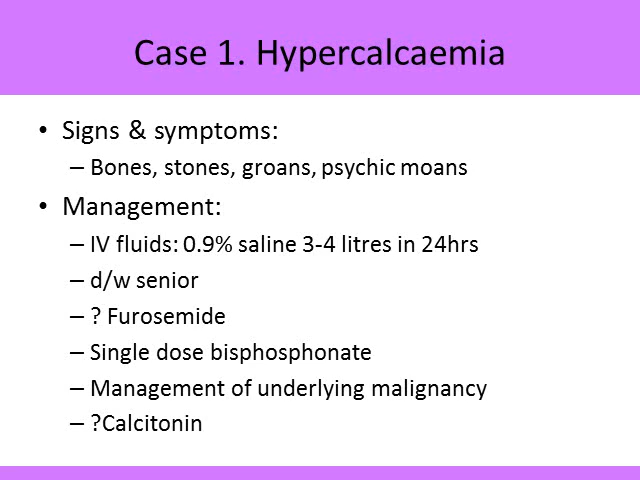 Case 1. Hypercalcaemia
• Signs & symptoms:
– Bones, stones, groans, psychic moans
• Management:
– IV fluids: 0.9% saline 3-4 litres in 24hrs
– d/w senior
– ? Furosemide
– Single dose bisphosphonate
– Management of underlying malignancy
– ?Calcitonin